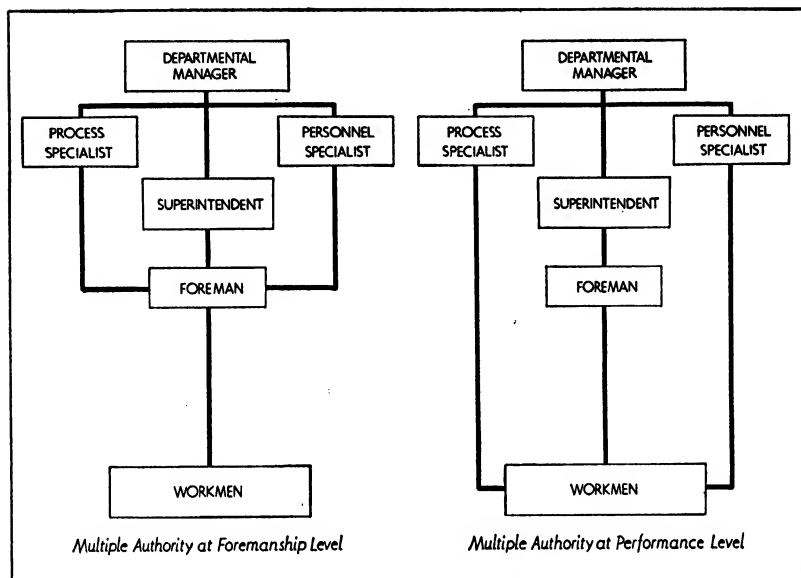 DEPARTMENTAL
MANAGER
PROCESS
SPECIALIST
PERSONNEL
SPECIALIST
SUPERINTENDENT
FOREMAN
WORKMEN
Multiple Authority at Foremanship Level
DEPARTMENTAL
MANAGER
PROCESS
SPECIALIST
PERSONNEL
SPECIALIST
SUPERINTENDENT
FOREMAN
WORKMEN
Multiple Authority at Performance Level